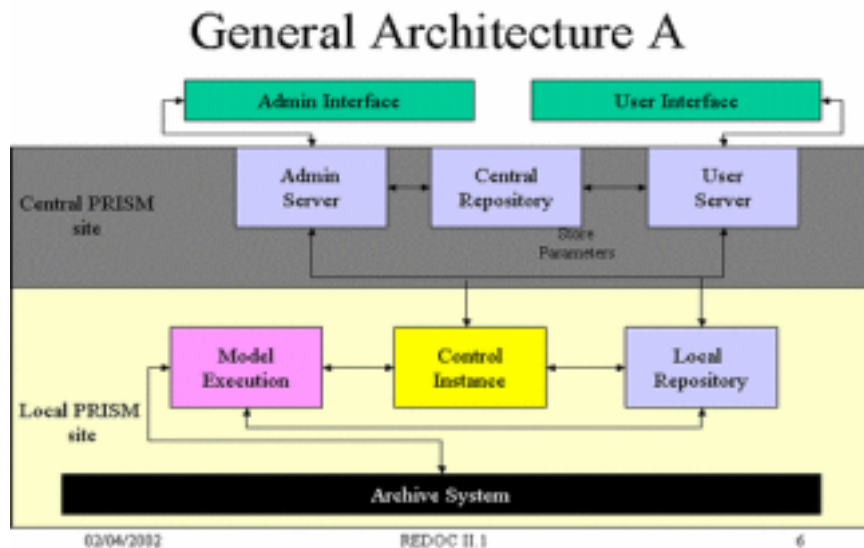 General Architecture A
Admin Interface
User Interface
Central PRISM
site
Admin
Server
Central
Repository
User
Server
Store
Parameters
Model
Execution
Control
Instance
Local
Repository
Local PRISM
site
Archive System
02/04/2002
REDOC II.1
6